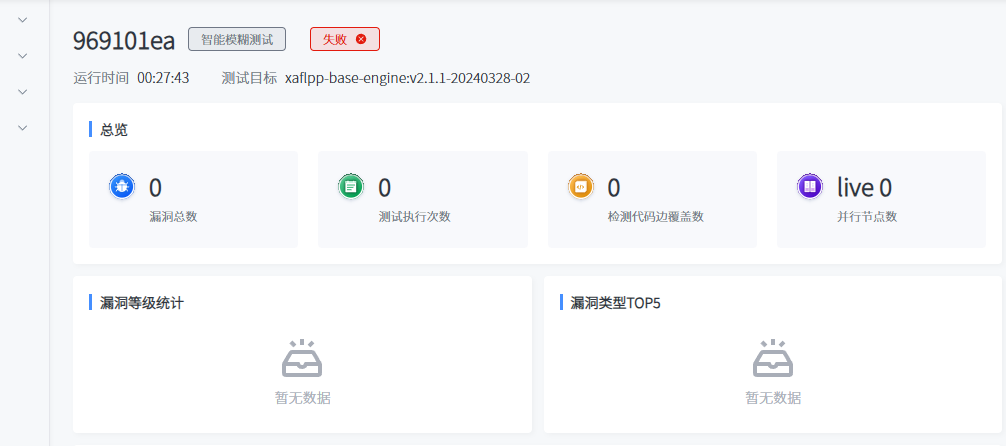 969101ea 智能模糊测试 失败
运行时间 00:27:43 测试目标 xaflpp-base-engine:v2.1.1-20240328-02
总览
0 0 0 live 0
漏洞总数 测试执行次数 检测代码边覆盖数 并行节点数
漏洞等级统计 漏洞类型TOP5
暂无数据 暂无数据